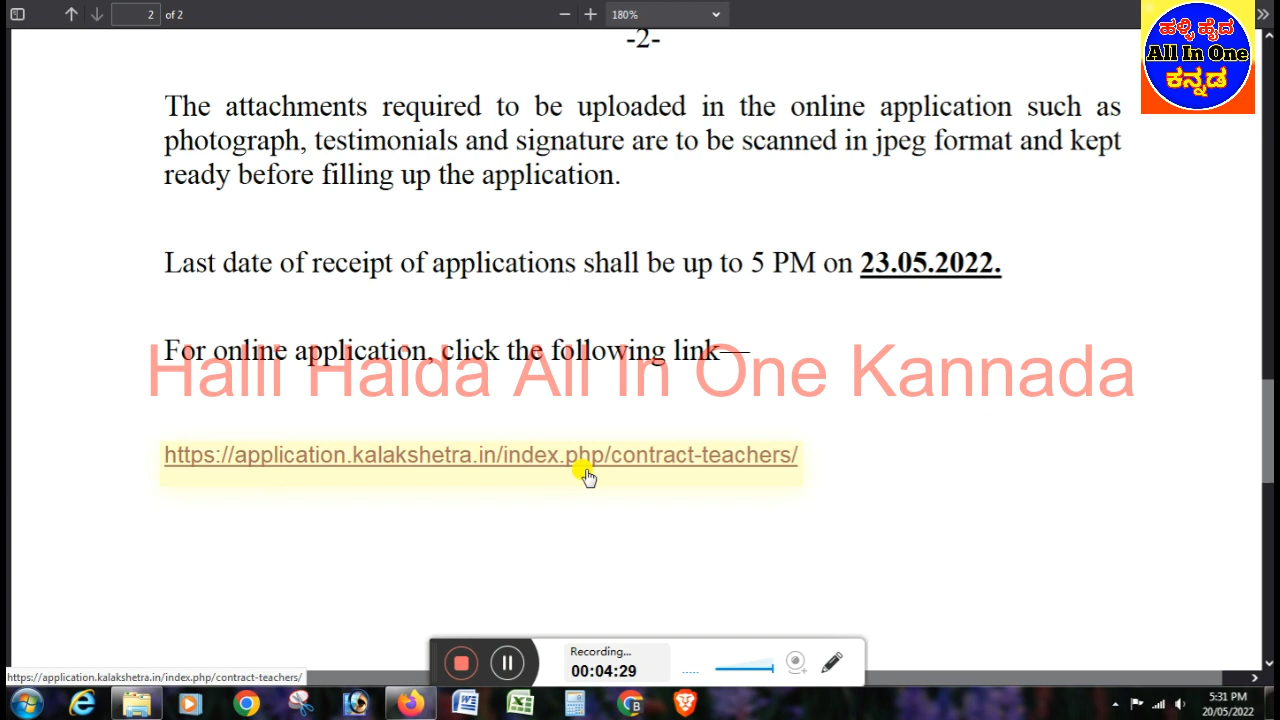 2 of 2
180%
ಹಳ್ಳಿ ಹೈದ
All In One
ಕನ್ನಡ
-2-
The attachments required to be uploaded in the online application such as
photograph, testimonials and signature are to be scanned in jpeg format and kept
ready before filling up the application.
Last date of receipt of applications shall be up to 5 PM on 23.05.2022.
For online application, click the following link—
Halli Haida All In One Kannada
https://application.kalakshetra.in/index.php/contract-teachers/
Recording...
00:04:29
https://application.kalakshetra.in/index.php/contract-teachers/
5:31 PM
20/05/2022